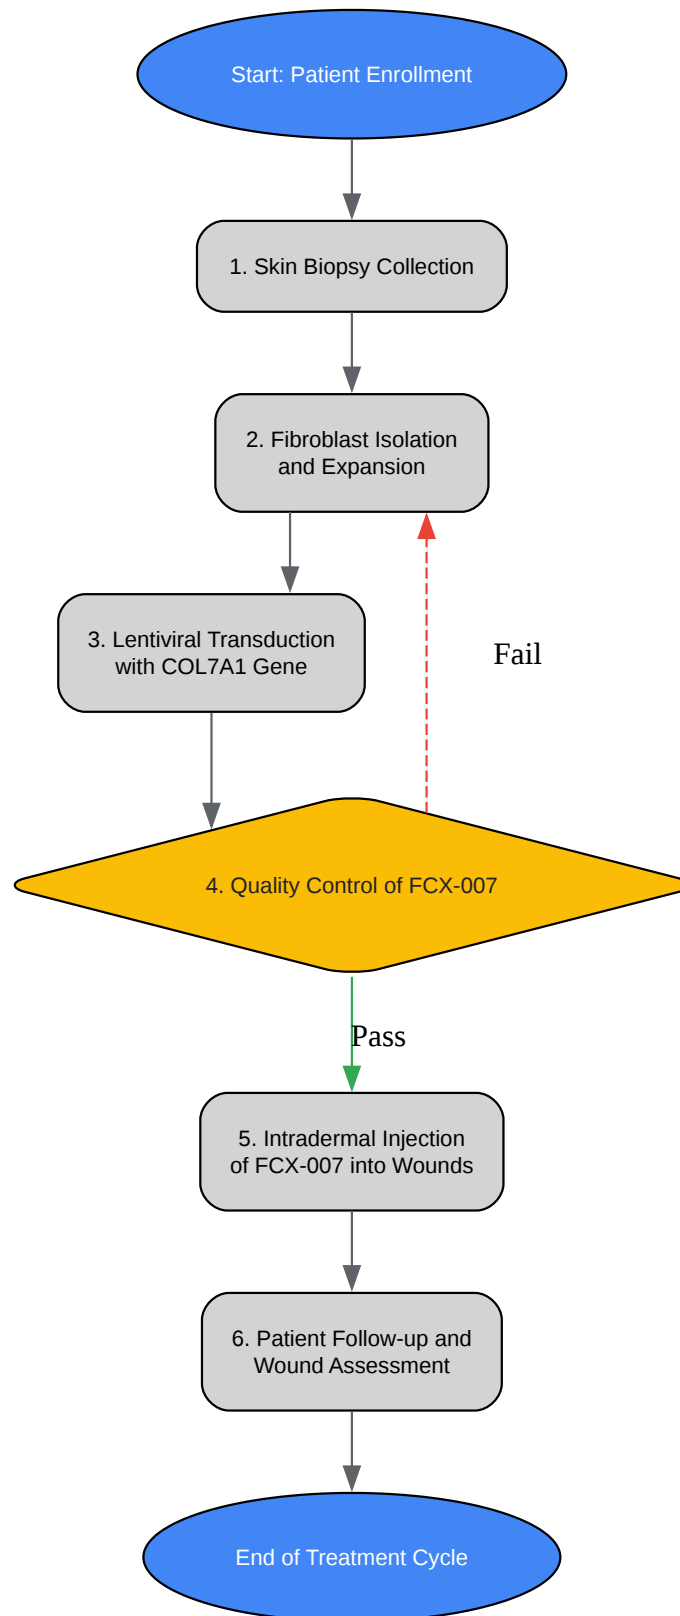 Start: Patient Enrollment
1. Skin Biopsy Collection
2. Fibroblast Isolation
and Expansion
3. Lentiviral Transduction
with COL7A1 Gene
Fail
4. Quality Control of FCX-007
Pass
5. Intradermal Injection
of FCX-007 into Wounds
6. Patient Follow-up and
Wound Assessment
End of Treatment Cycle